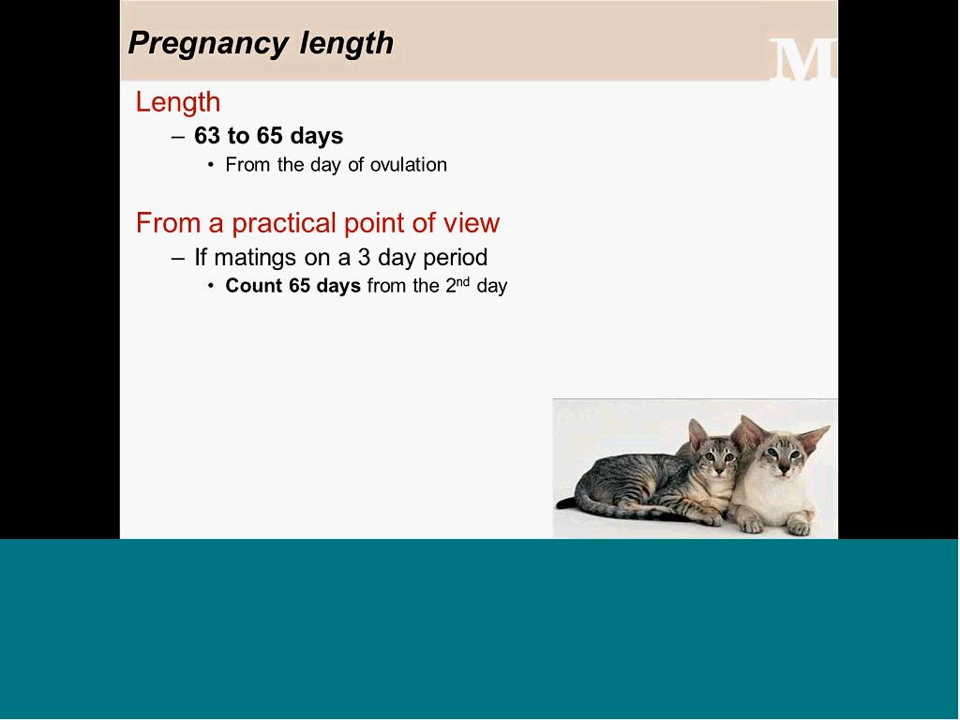 Pregnancy length
M
Length
– 63 to 65 days
• From the day of ovulation
From a practical point of view
– If matings on a 3 day period
• Count 65 days from the 2nd day